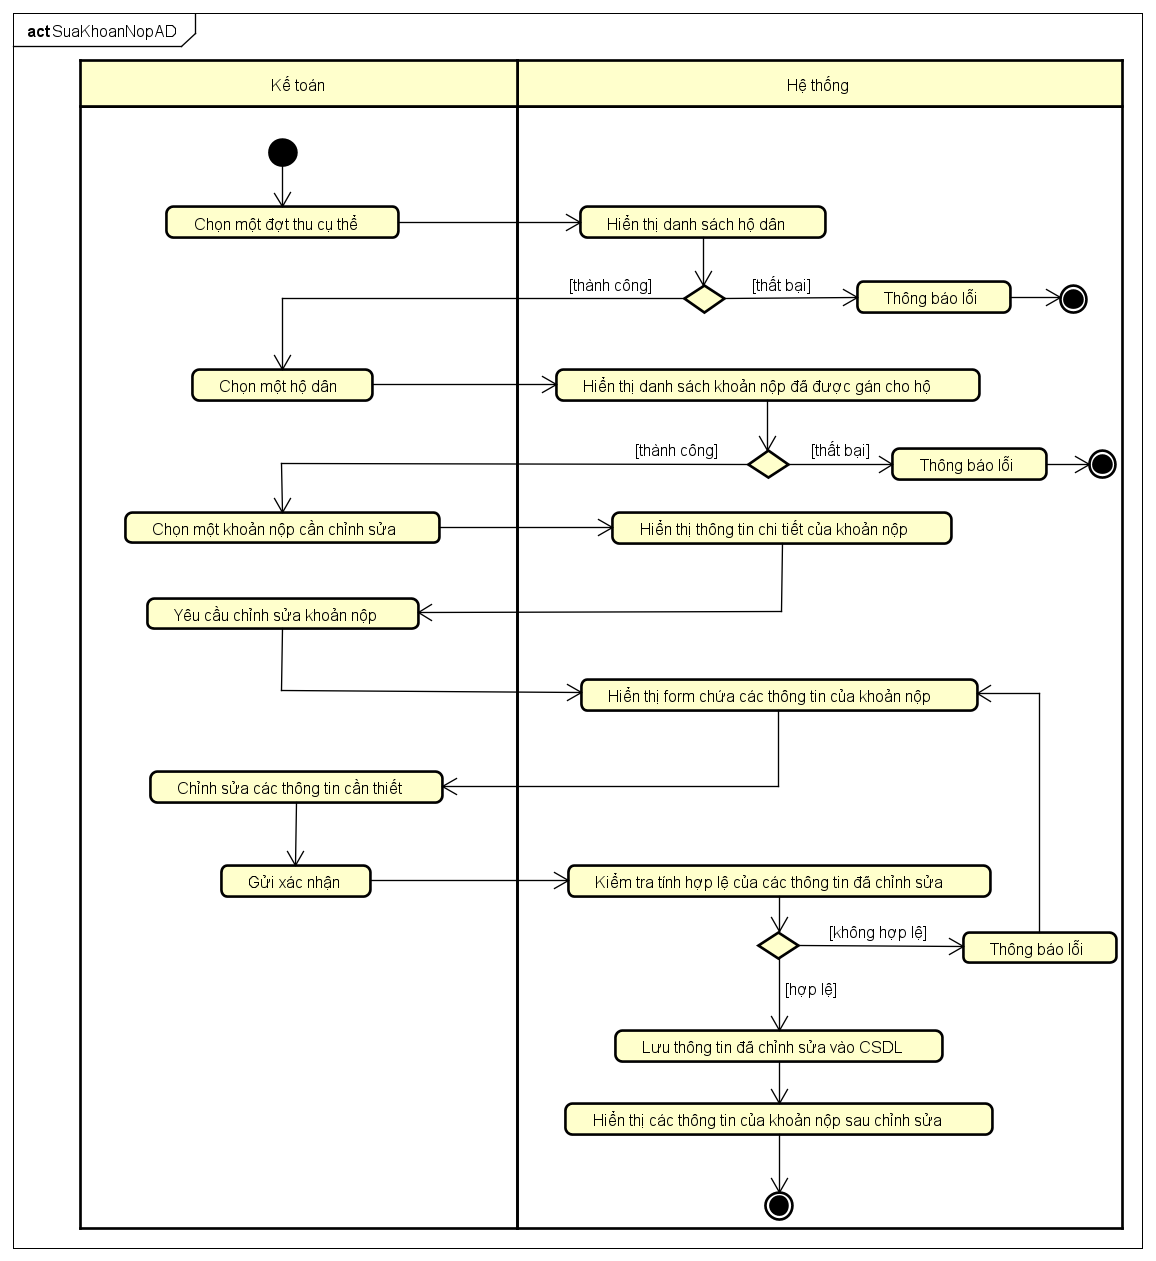 act SuaKhoanNopAD
Kế toán
Hệ thống
Chọn một đợt thu cụ thể
Hiển thị danh sách hộ dân
[thành công]
[thất bại]
Thông báo lỗi
Chọn một hộ dân
Hiển thị danh sách khoản nộp đã được gán cho hộ
[thành công]
[thất bại]
Thông báo lỗi
Chọn một khoản nộp cần chỉnh sửa
Hiển thị thông tin chi tiết của khoản nộp
Yêu cầu chỉnh sửa khoản nộp
Hiển thị form chứa các thông tin của khoản nộp
Chỉnh sửa các thông tin cần thiết
Gửi xác nhận
Kiểm tra tính hợp lệ của các thông tin đã chỉnh sửa
[không hợp lệ]
Thông báo lỗi
[hợp lệ]
Lưu thông tin đã chỉnh sửa vào CSDL
Hiển thị các thông tin của khoản nộp sau chỉnh sửa